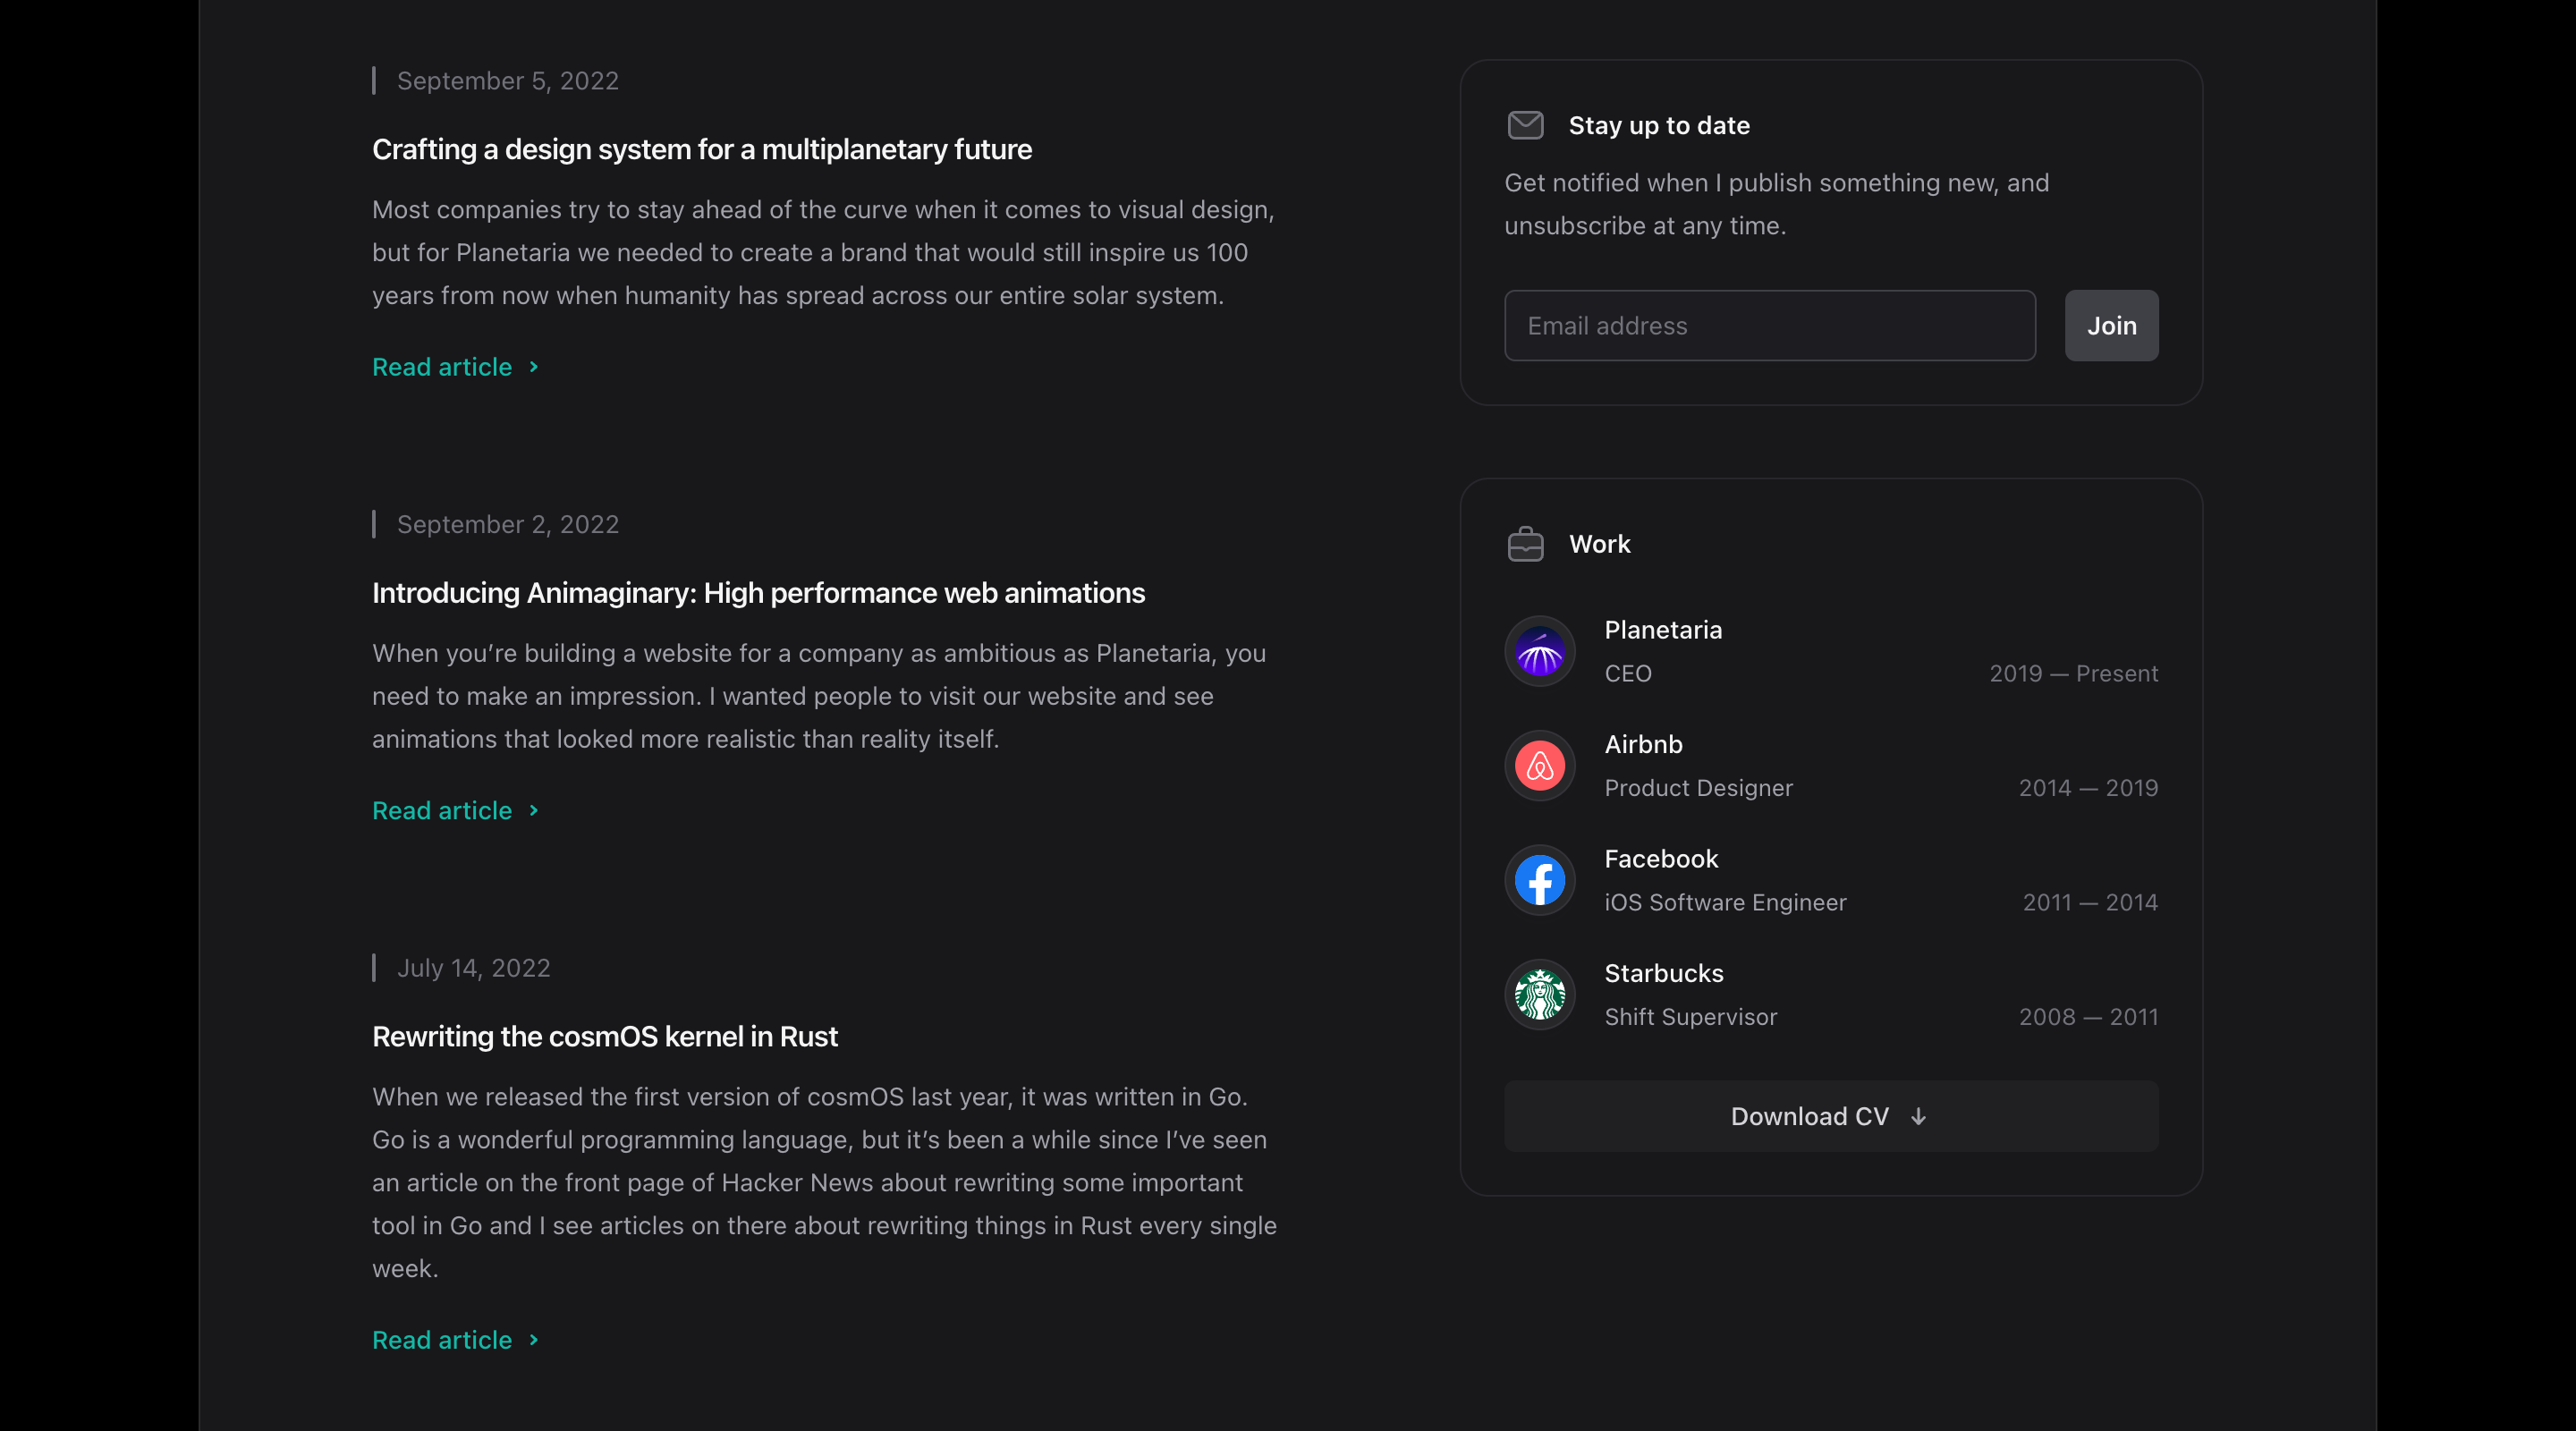 September 5, 2022
Crafting a design system for a multiplanetary future
Most companies try to stay ahead of the curve when it comes to visual design,
but for Planetaria we needed to create a brand that would still inspire us 100
years from now when humanity has spread across our entire solar system.
Read article
September 2, 2022
Introducing Animaginary: High performance web animations
When you’re building a website for a company as ambitious as Planetaria, you
need to make an impression. I wanted people to visit our website and see
animations that looked more realistic than reality itself.
Read article
July 14, 2022
Rewriting the cosmOS kernel in Rust
When we released the first version of cosmOS last year, it was written in Go.
Go is a wonderful programming language, but it’s been a while since I’ve seen
an article on the front page of Hacker News about rewriting some important
tool in Go and I see articles on there about rewriting things in Rust every single
week.
Read article
Stay up to date
Get notified when I publish something new, and
unsubscribe at any time.
Email address
Join
Work
Planetaria
CEO 2019 — Present
Airbnb
Product Designer 2014 — 2019
Facebook
iOS Software Engineer 2011 — 2014
Starbucks
Shift Supervisor 2008 — 2011
Download CV